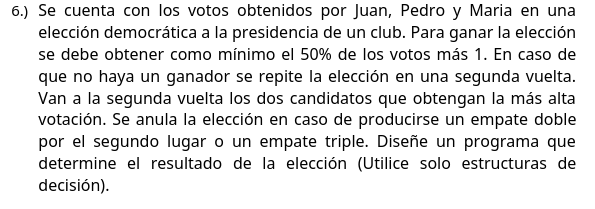 6.) Se cuenta con los votos obtenidos por Juan, Pedro y Maria en una
elección democrática a la presidencia de un club. Para ganar la elección
se debe obtener como mínimo el 50% de los votos más 1. En caso de
que no haya un ganador se repite la elección en una segunda vuelta.
Van a la segunda vuelta los dos candidatos que obtengan la más alta
votación. Se anula la elección en caso de producirse un empate doble
por el segundo lugar o un empate triple. Diseñe un programa que
determine el resultado de la elección (Utilice solo estructuras de
decisión).